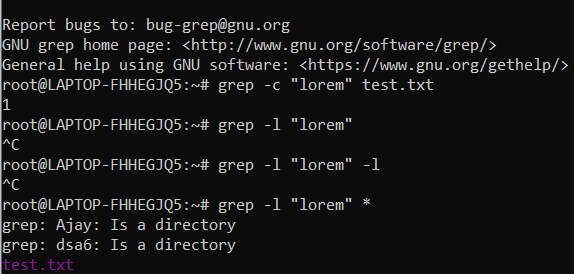 Report bugs to: bug-grep@gnu.org
GNU grep home page: <http://www.gnu.org/software/grep/>
General help using GNU software: <https://www.gnu.org/gethelp/>
root@LAPTOP-FHHEGJQ5:~# grep -c "lorem" test.txt
1
root@LAPTOP-FHHEGJQ5:~# grep -l "lorem"
^C
root@LAPTOP-FHHEGJQ5:~# grep -l "lorem" -l
^C
root@LAPTOP-FHHEGJQ5:~# grep -l "lorem" *
grep: Ajay: Is a directory
grep: dsa6: Is a directory
test.txt